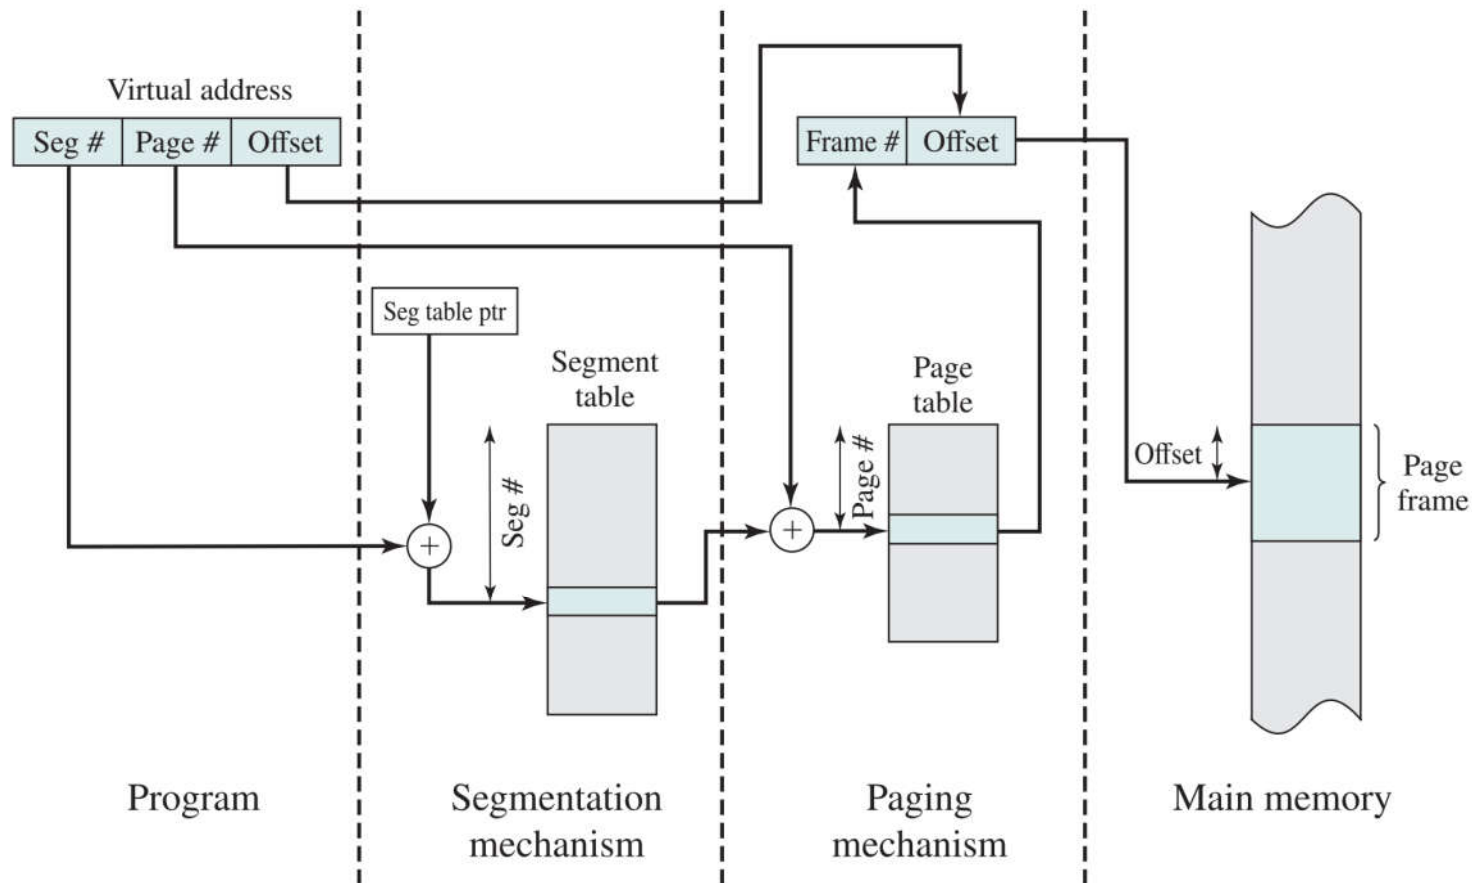 Virtual address
Seg # Page # Offset
Frame # Offset
Seg table ptr
Segment
table
Page
table
Seg #
Page #
+
+
Offset
Page
frame
Program
Segmentation
mechanism
Paging
mechanism
Main memory